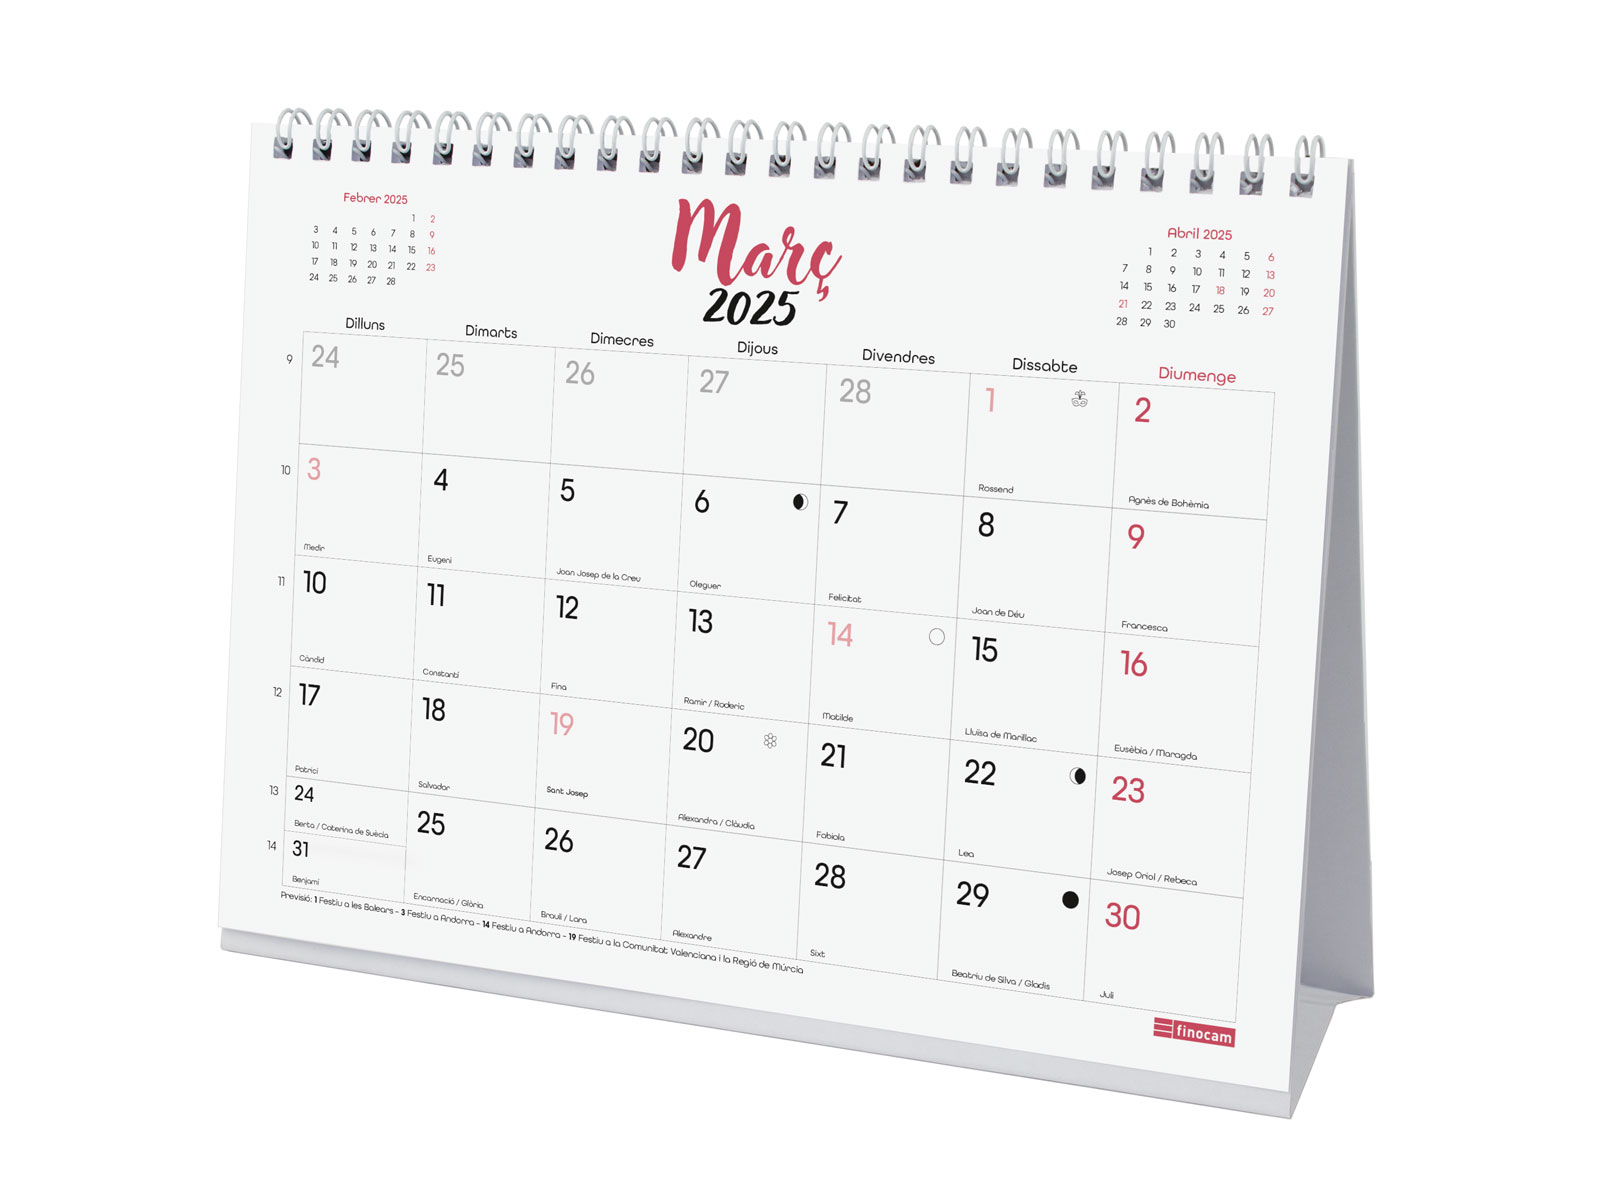 Febrer 2025
1 2
3 4 5 6 7 8 9
10 11 12 13 14 15 16
17 18 19 20 21 22 23
24 25 26 27 28
Març
2025
Abril 2025
1 2 3 4 5 6
7 8 9 10 11 12 13
14 15 16 17 18 19 20
21 22 23 24 25 26 27
28 29 30
Dilluns Dimarts Dimecres Dijous Divendres Dissabte Diumenge
9 24 25 26 27 28 1 2
Rossend Agnès de Bohèmia
10 3 4 5 6 7 8 9
Medir Eugeni Joan Josep de la Creu Oleguer Felicitat Joan de Déu Francesca
11 10 11 12 13 14 15 16
Càndid Constantí Fina Ramir / Roderic Matilde Lluïsa de Marillac Eusèbia / Maragda
12 17 18 19 20 21 22 23
Patrici Salvador Sant Josep Alexandra / Clàudia Fabiola Lea Josep Oriol / Rebeca
13 24 25 26 27 28 29 30
Berta / Caterina de Suècia
14 31
Benjamí Encarnació / Glòria Brauli / Lara Alexandre Sixt Beatriu de Silva / Gladis Juli
Previsió: 1 Festiu a les Balears - 3 Festiu a Andorra - 14 Festiu a Andorra - 19 Festiu a la Comunitat Valenciana i la Regió de Múrcia
finocam